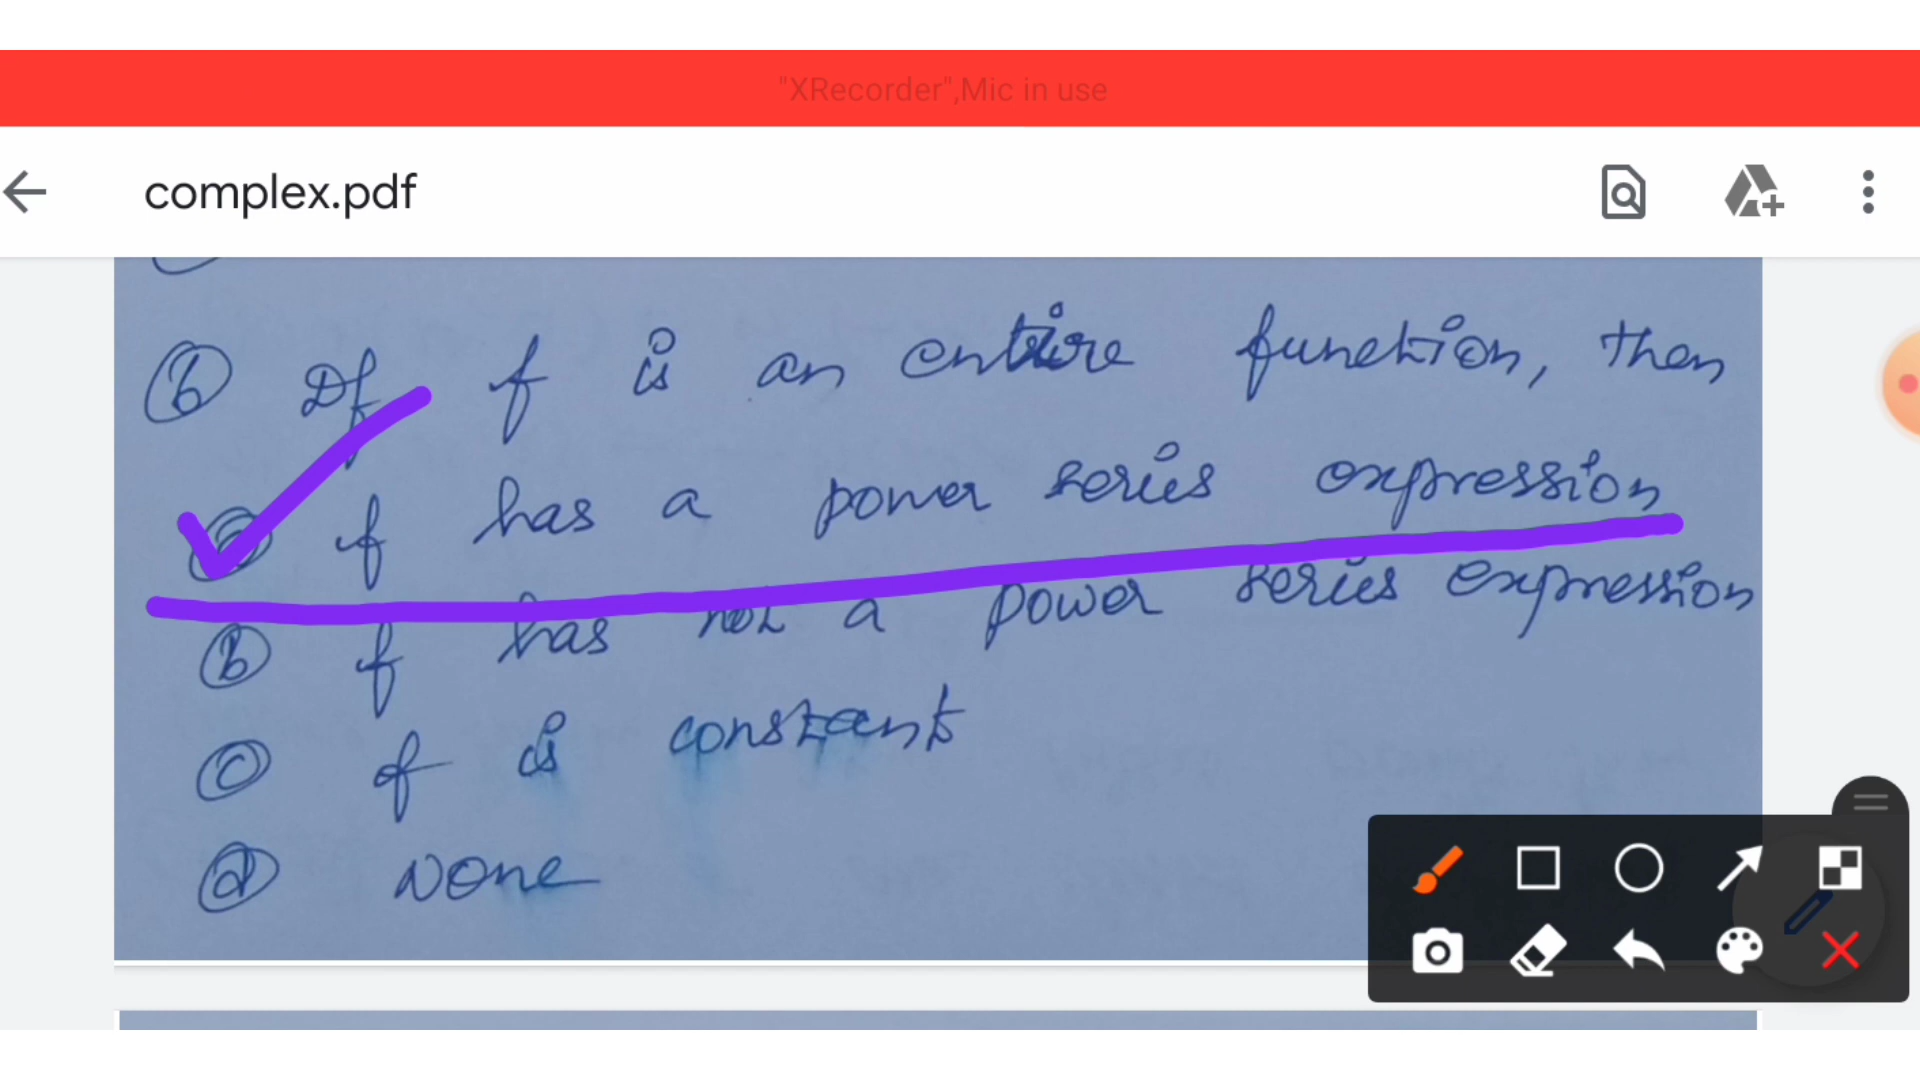 "XRecorder",Mic in use
complex.pdf
6 If f is an entire function, then
a f has a power series expression
b f has not a power series expression
c f is constant
d None